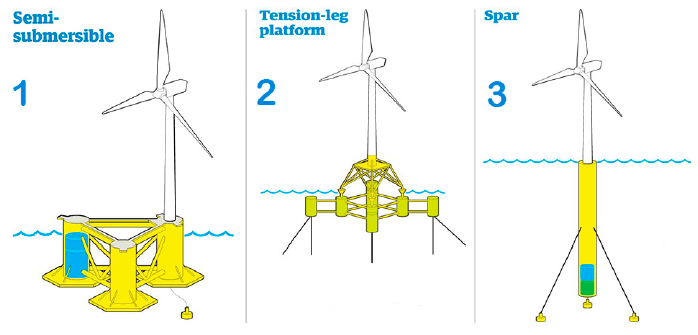 Semi-
submersible
1
Tension-leg
platform
2
Spar
3